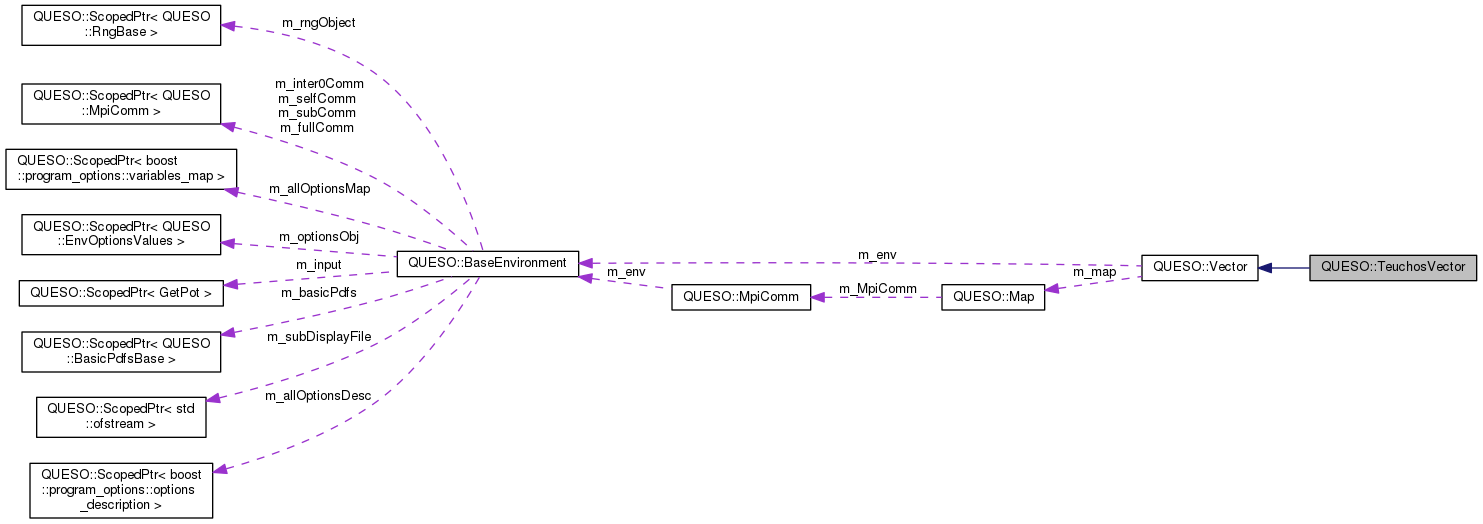 QUESO::ScopedPtr< QUESO
::RngBase >
m_rngObject
QUESO::ScopedPtr< QUESO
::MpiComm >
m_inter0Comm
m_selfComm
m_subComm
m_fullComm
QUESO::ScopedPtr< boost
::program_options::variables_map >
m_allOptionsMap
QUESO::ScopedPtr< QUESO
::EnvOptionsValues >
m_optionsObj
QUESO::ScopedPtr< GetPot >
m_input
QUESO::ScopedPtr< QUESO
::BasicPdfsBase >
m_basicPdfs
QUESO::ScopedPtr< std
::ofstream >
m_subDisplayFile
QUESO::ScopedPtr< boost
::program_options::options
_description >
m_allOptionsDesc
QUESO::BaseEnvironment
m_env
m_env
QUESO::MpiComm
m_MpiComm
QUESO::Map
m_map
QUESO::Vector
QUESO::TeuchosVector